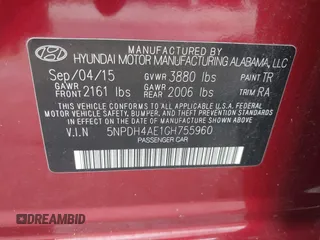 MANUFACTURED BY
HYUNDAI MOTOR MANUFACTURING ALABAMA, LLC
Sep/04/15 GVWR 3880 lbs PAINT TR
GAWR FRONT 2161 lbs GAWR REAR 2006 lbs TRIM RA
THIS VEHICLE CONFORMS TO ALL APPLICABLE U.S. FEDERAL
MOTOR VEHICLE SAFETY, BUMPER, AND THEFT PREVENTION STANDARDS
IN EFFECT ON THE DATE OF MANUFACTURE SHOWN ABOVE.
V.I.N 5NPDH4AE1GH755960
PASSENGER CAR
DREAMBID